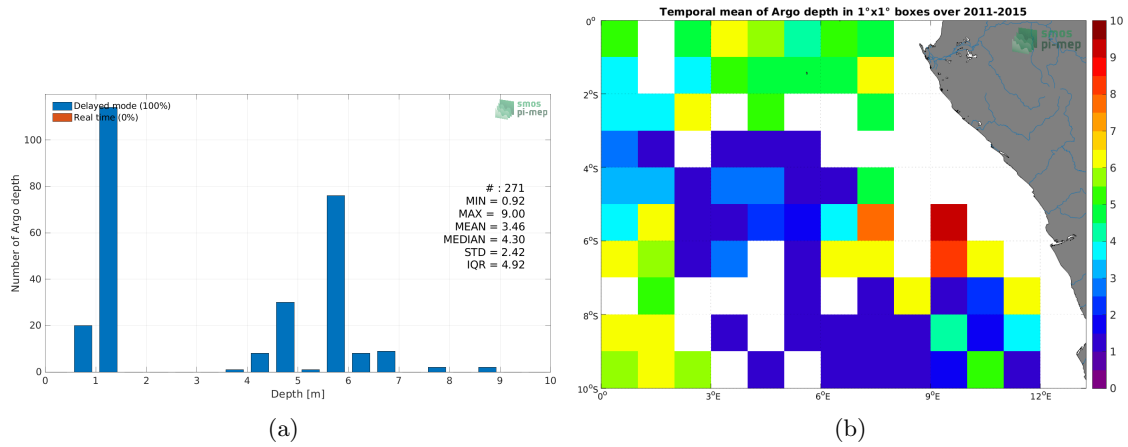 Delayed mode (100%)
Real time (0%)
smos
pi-mep
# : 271
MIN = 0.92
MAX = 9.00
MEAN = 3.46
MEDIAN = 4.30
STD = 2.42
IQR = 4.92
Number of Argo depth
0
20
40
60
80
100
0 1 2 3 4 5 6 7 8 9 10
Depth [m]
(a)
Temporal mean of Argo depth in 1°x1° boxes over 2011-2015
smos
pi-mep
0°
2°S
4°S
6°S
8°S
10°S
0° 3°E 6°E 9°E 12°E
10
9
8
7
6
5
4
3
2
1
0
(b)